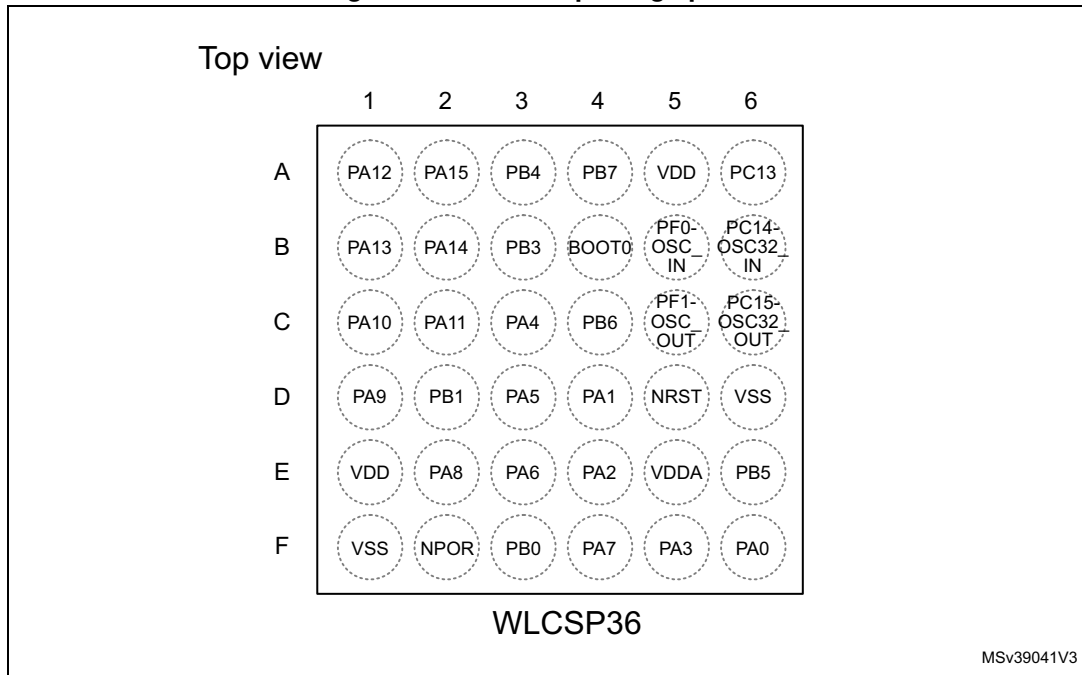 Top view
1 2 3 4 5 6
A PA12 PA15 PB4 PB7 VDD PC13
B PA13 PA14 PB3 BOOT0 PF0-OSC_IN PC14-OSC32_IN
C PA10 PA11 PA4 PB6 PF1-OSC_OUT PC15-OSC32_OUT
D PA9 PB1 PA5 PA1 NRST VSS
E VDD PA8 PA6 PA2 VDDA PB5
F VSS NPOR PB0 PA7 PA3 PA0
WLCSP36
MSv39041V3